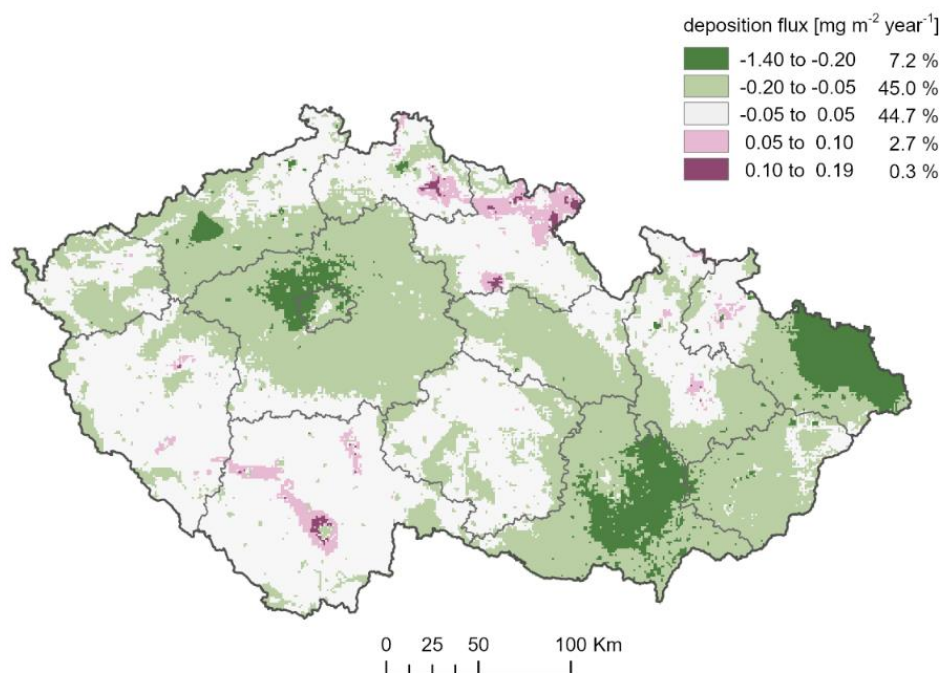 deposition flux [mg m⁻² year⁻¹]
-1.40 to -0.20 7.2 %
-0.20 to -0.05 45.0 %
-0.05 to 0.05 44.7 %
0.05 to 0.10 2.7 %
0.10 to 0.19 0.3 %
0 25 50 100 Km